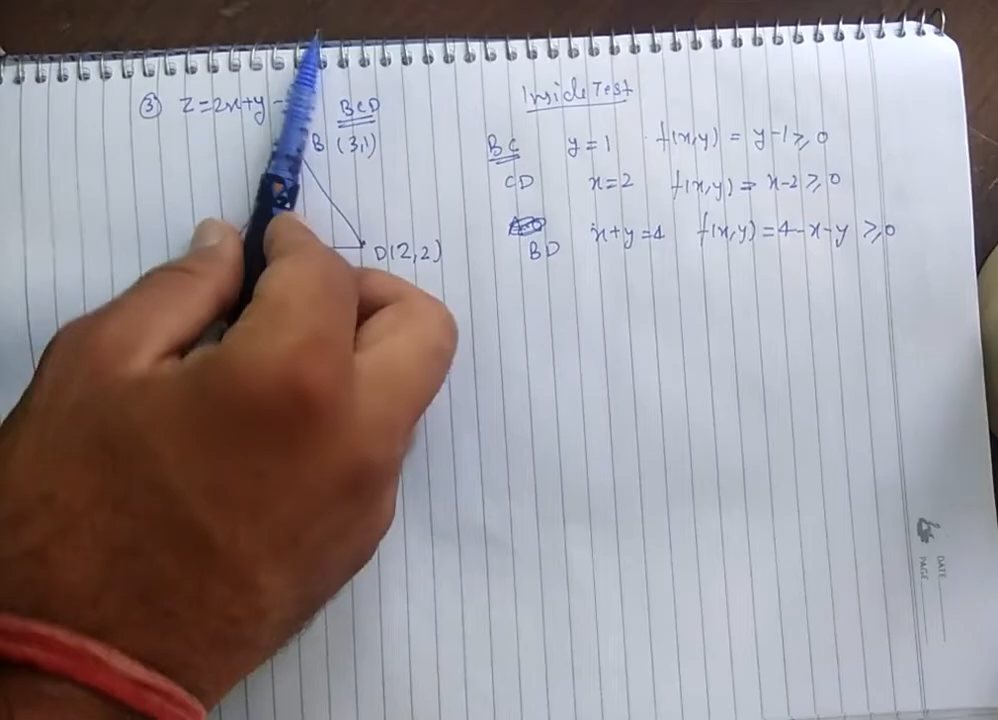 ③ Z=2x+y- BCD
B (3,1)
D(2,2)
Inside Test
BC y=1 f(x,y) = y-1≥0
CD x=2 f(x,y) = x-2≥0
BD x+y=4 f(x,y)=4-x-y ≥0
DATE
PAGE